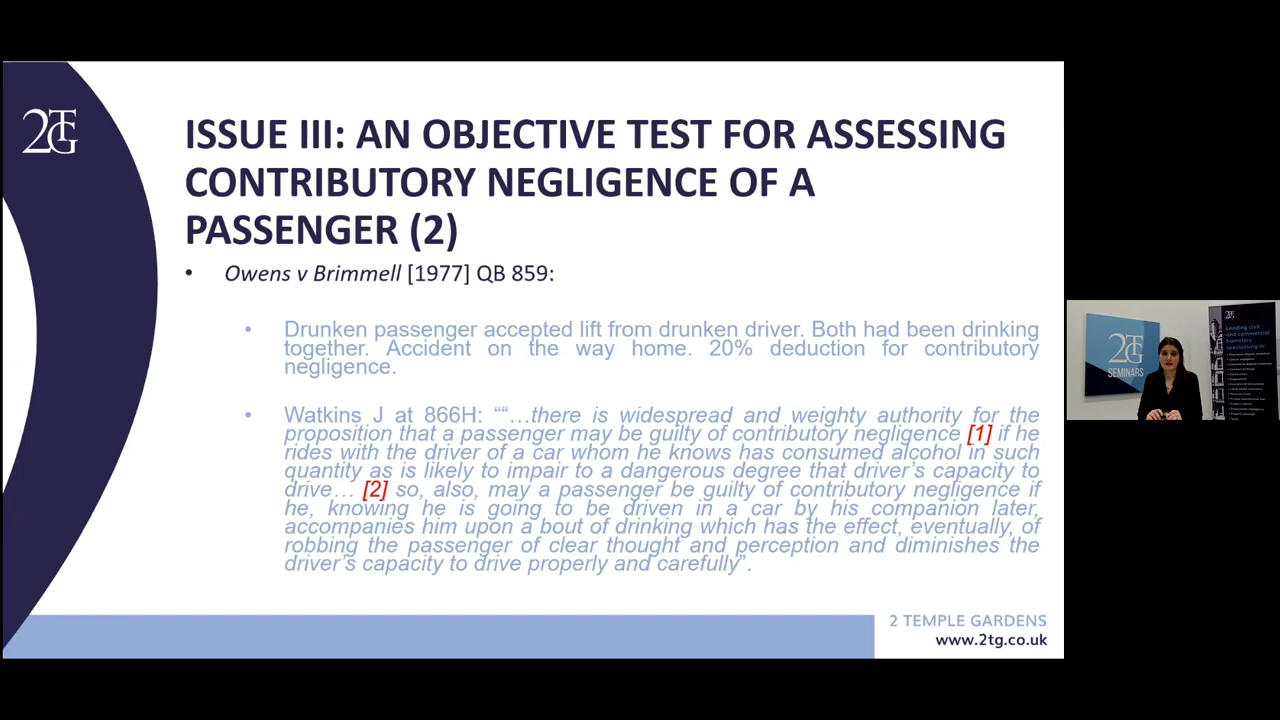 2TG
ISSUE III: AN OBJECTIVE TEST FOR ASSESSING
CONTRIBUTORY NEGLIGENCE OF A
PASSENGER (2)
• Owens v Brimmell [1977] QB 859:
• Drunken passenger accepted lift from drunken driver. Both had been drinking
together. Accident on the way home. 20% deduction for contributory
negligence.
• Watkins J at 866H: ““…there is widespread and weighty authority for the
proposition that a passenger may be guilty of contributory negligence [1] if he
rides with the driver of a car whom he knows has consumed alcohol in such
quantity as is likely to impair to a dangerous degree that driver’s capacity to
drive… [2] so, also, may a passenger be guilty of contributory negligence if
he, knowing he is going to be driven in a car by his companion later,
accompanies him upon a bout of drinking which has the effect, eventually, of
robbing the passenger of clear thought and perception and diminishes the
driver’s capacity to drive properly and carefully”.
2 TEMPLE GARDENS
www.2tg.co.uk
2TG
SEMINARS
2TG
Leading civil
and commercial
barristers
specialising in: